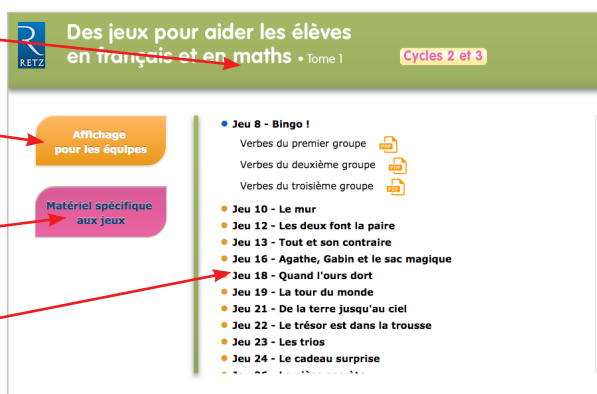 RETZ
Des jeux pour aider les élèves
en français et en maths • Tome 1
Cycles 2 et 3
Affichage
pour les équipes
Matériel spécifique
aux jeux
Jeu 8 - Bingo !
Verbes du premier groupe PDF
Verbes du deuxième groupe PDF
Verbes du troisième groupe PDF
Jeu 10 - Le mur
Jeu 12 - Les deux font la paire
Jeu 13 - Tout et son contraire
Jeu 16 - Agathe, Gabin et le sac magique
Jeu 18 - Quand l'ours dort
Jeu 19 - La tour du monde
Jeu 21 - De la terre jusqu'au ciel
Jeu 22 - Le trésor est dans la trousse
Jeu 23 - Les trios
Jeu 24 - Le cadeau surprise